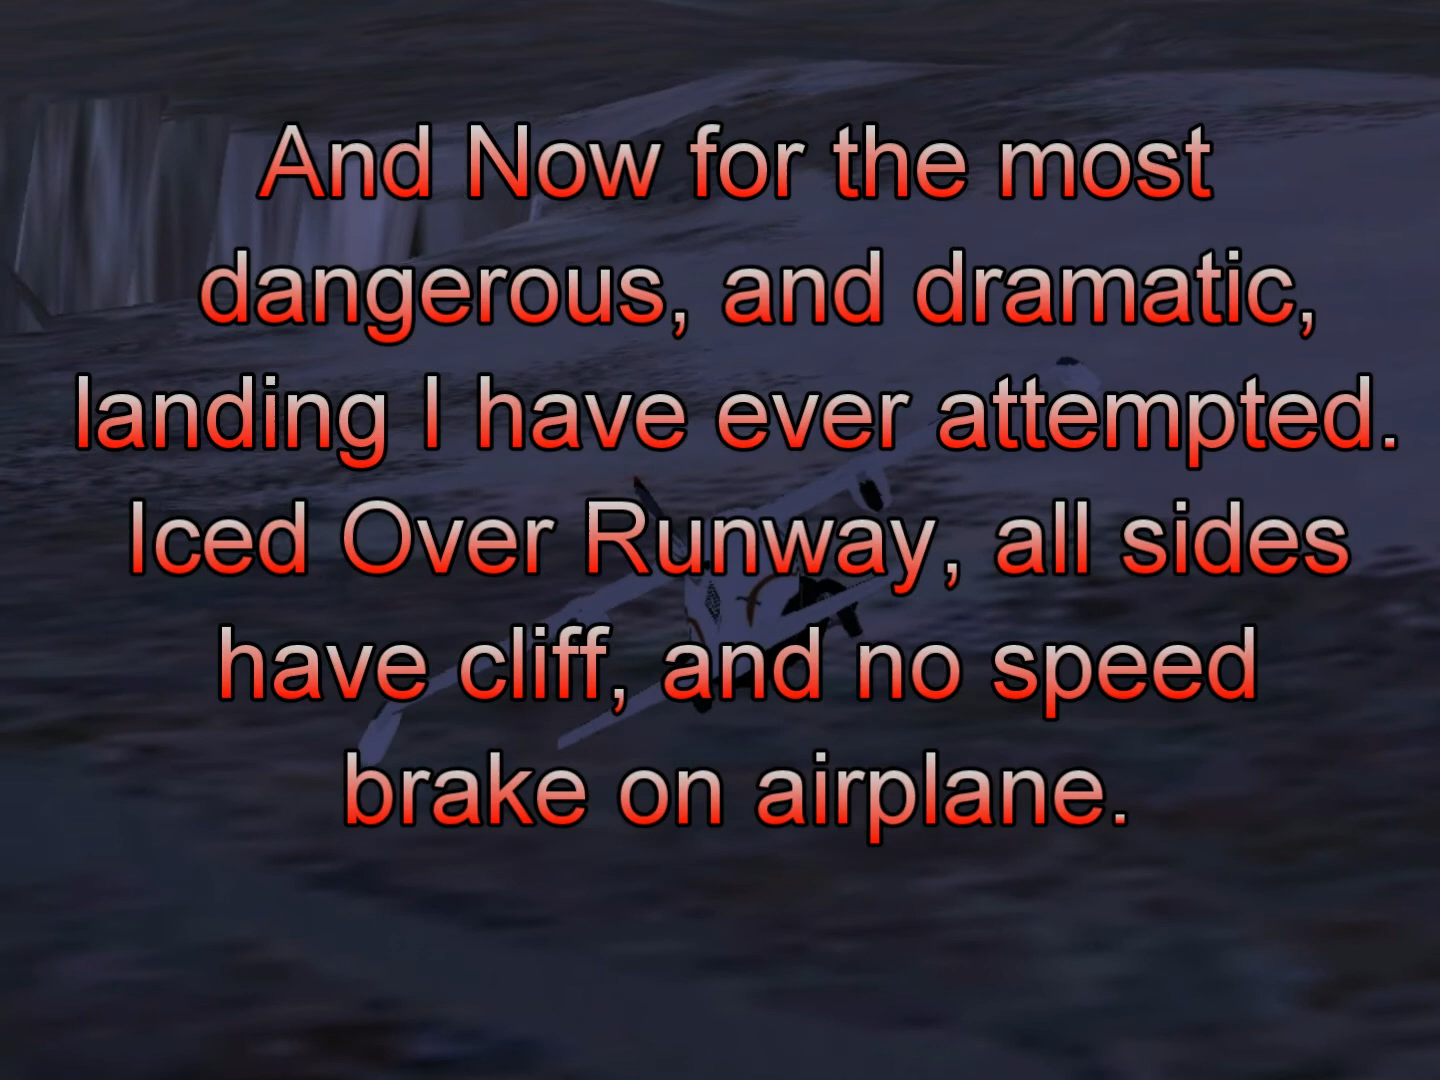 And Now for the most
dangerous, and dramatic,
landing I have ever attempted.
Iced Over Runway, all sides
have cliff, and no speed
brake on airplane.